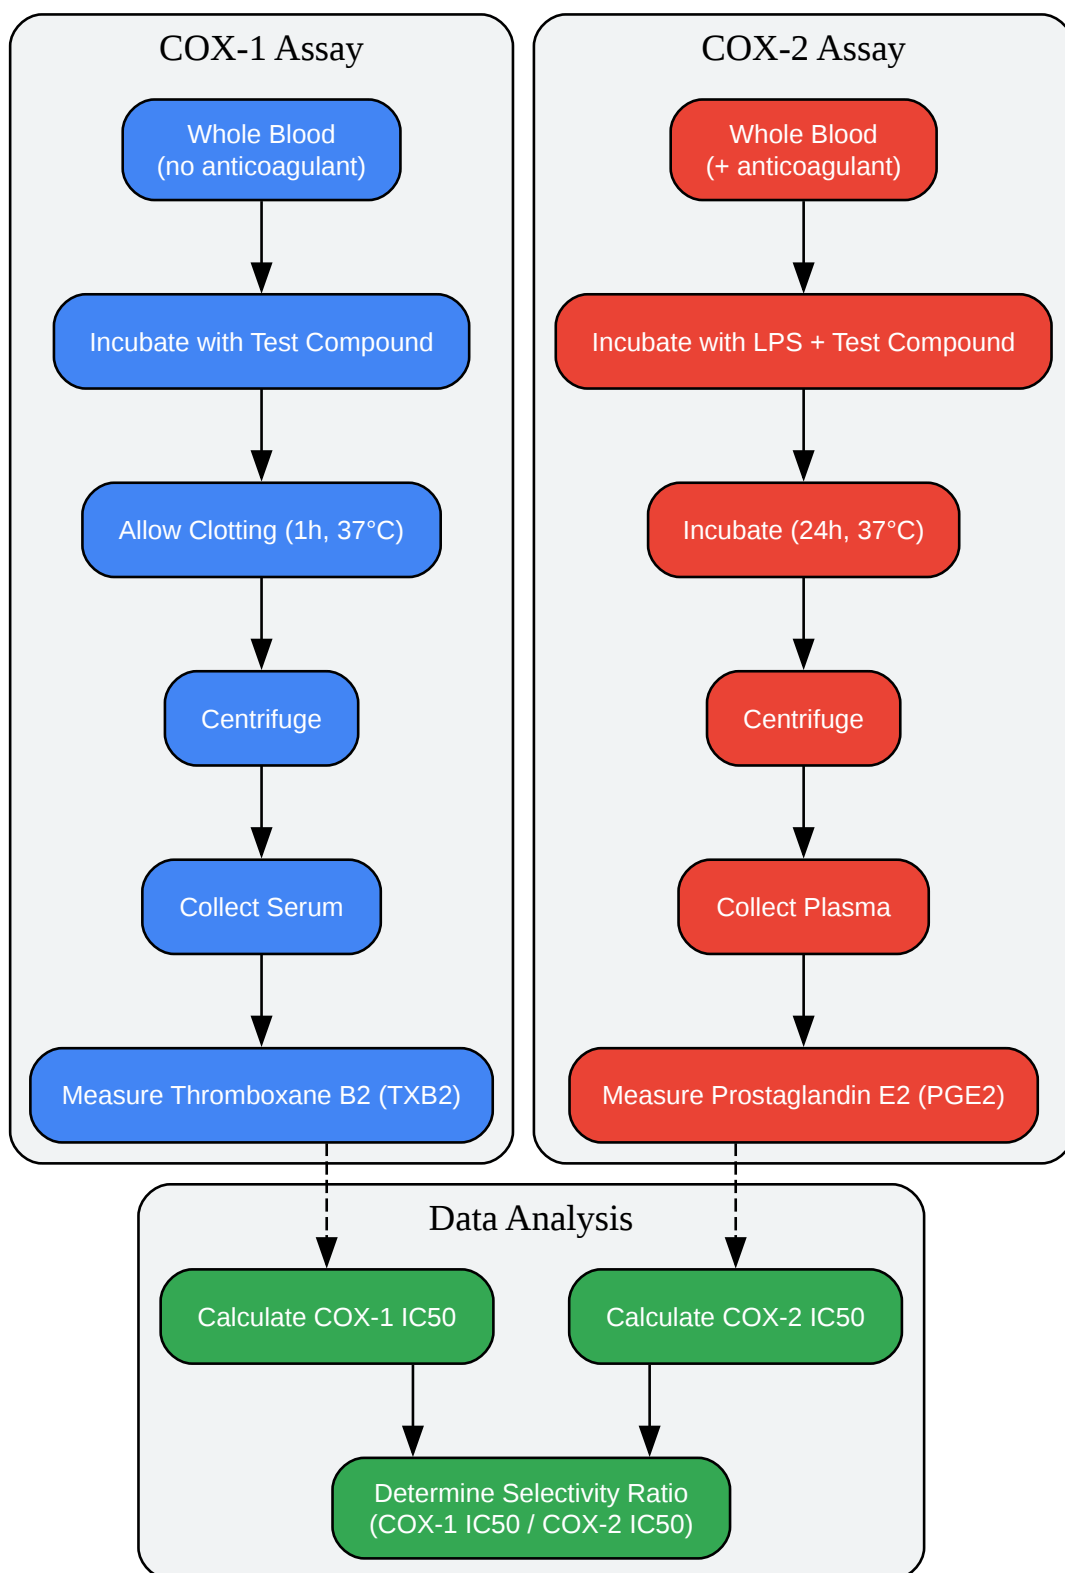 COX-1 Assay
Whole Blood
(no anticoagulant)
Incubate with Test Compound
Allow Clotting (1h, 37°C)
Centrifuge
Collect Serum
Measure Thromboxane B2 (TXB2)
COX-2 Assay
Whole Blood
(+ anticoagulant)
Incubate with LPS + Test Compound
Incubate (24h, 37°C)
Centrifuge
Collect Plasma
Measure Prostaglandin E2 (PGE2)
Data Analysis
Calculate COX-1 IC50
Calculate COX-2 IC50
Determine Selectivity Ratio
(COX-1 IC50 / COX-2 IC50)